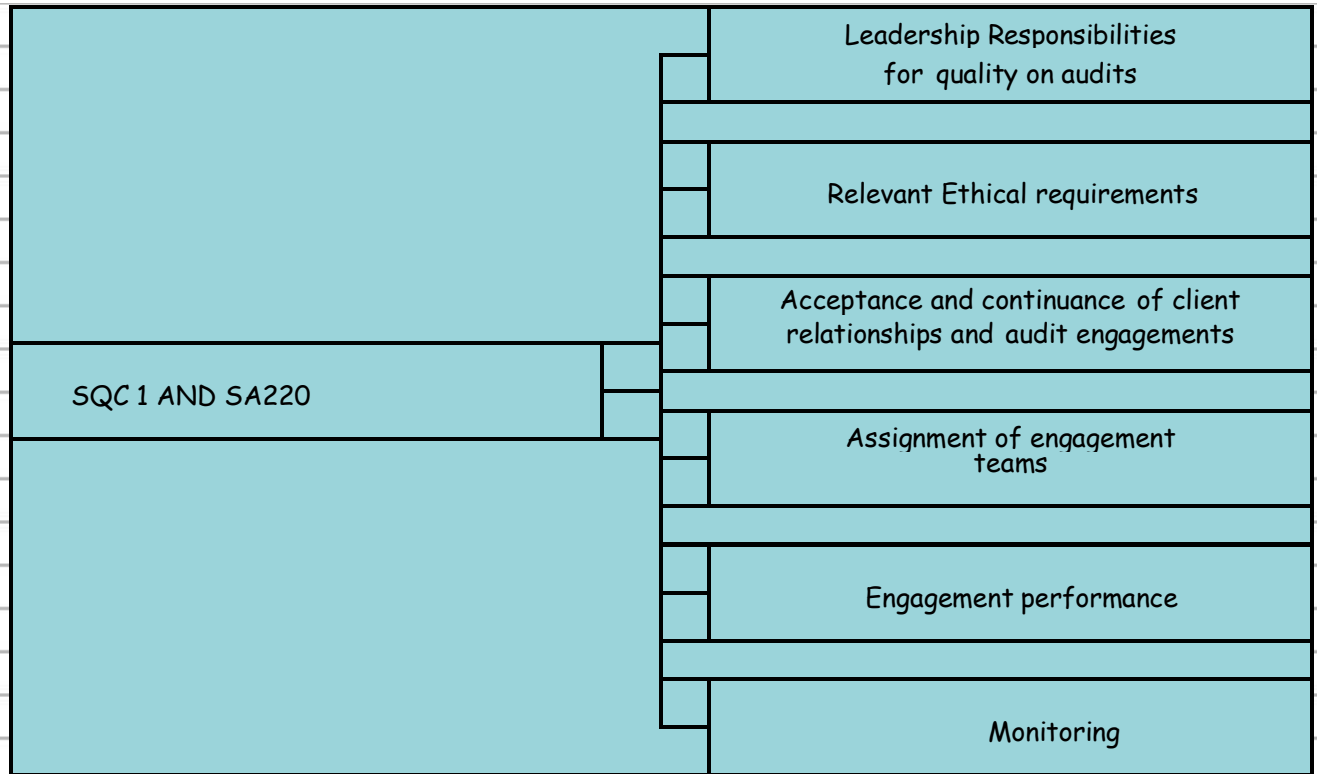 Leadership Responsibilities
for quality on audits
Relevant Ethical requirements
Acceptance and continuance of client
relationships and audit engagements
SQC 1 AND SA220
Assignment of engagement
teams
Engagement performance
Monitoring